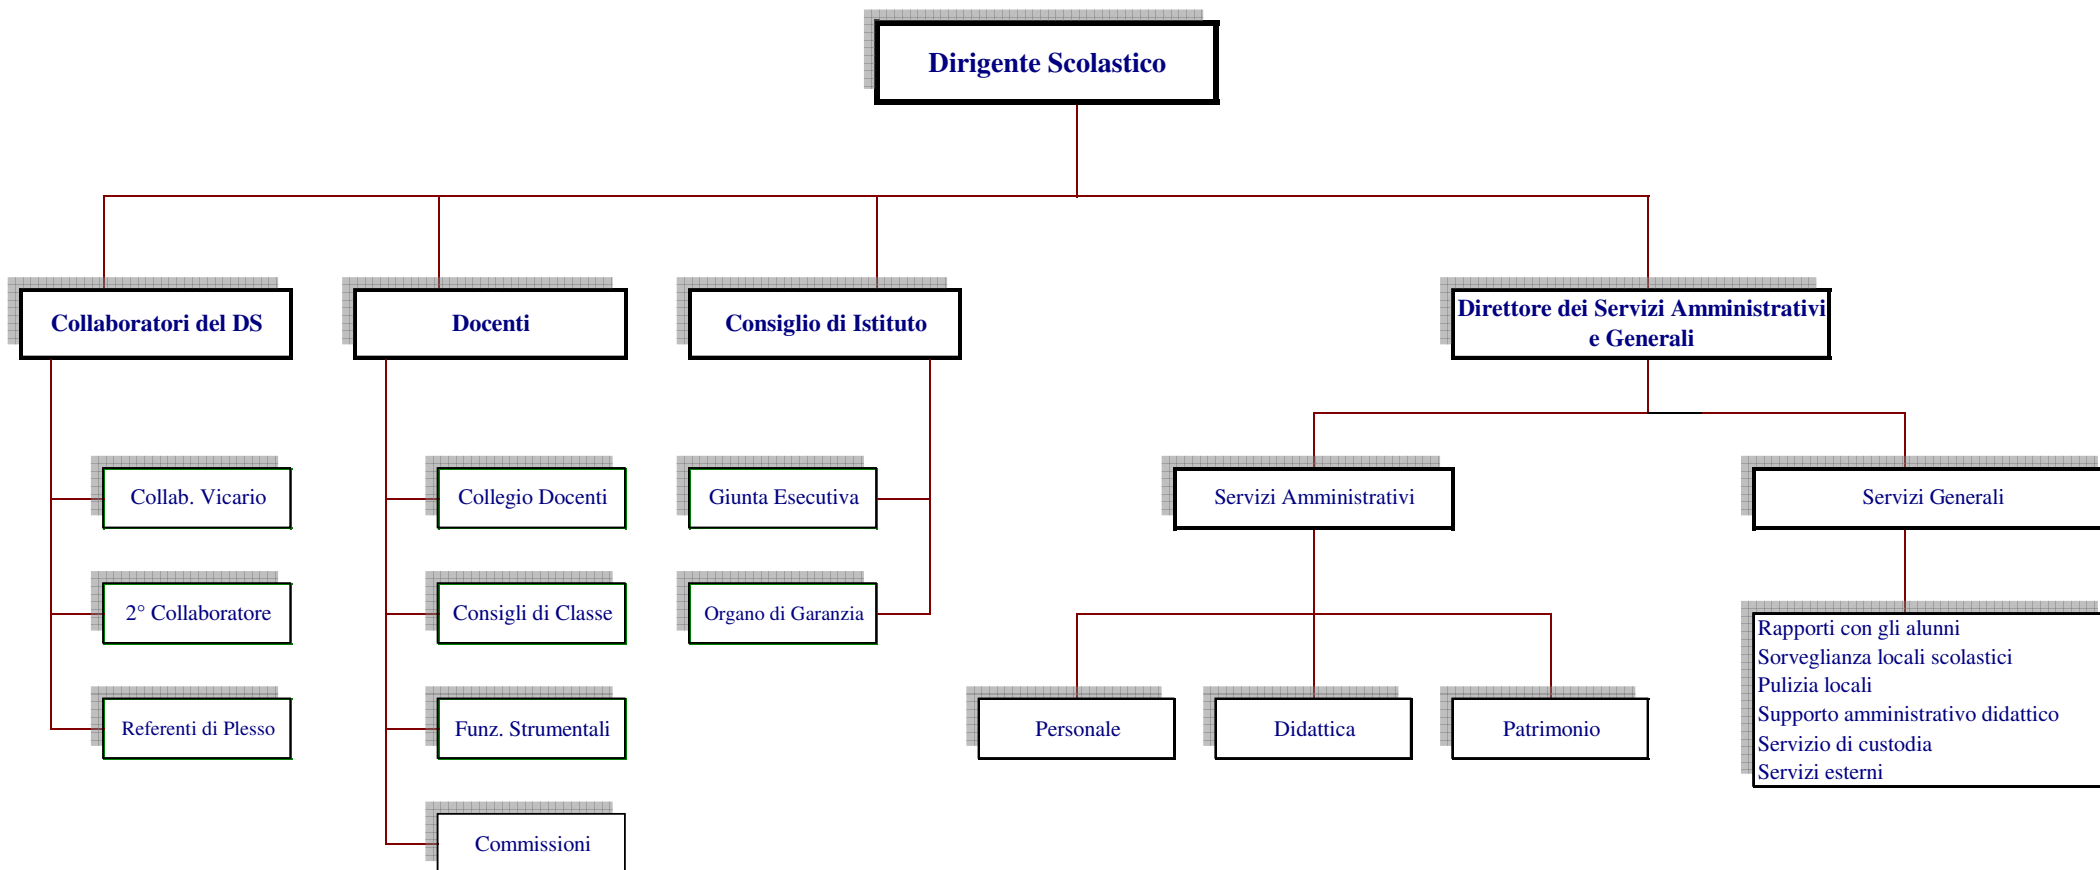 Dirigente Scolastico
Collaboratori del DS
Docenti
Consiglio di Istituto
Direttore dei Servizi Amministrativi
e Generali
Collab. Vicario
Collegio Docenti
Giunta Esecutiva
Servizi Amministrativi
Servizi Generali
2° Collaboratore
Consigli di Classe
Organo di Garanzia
Rapporti con gli alunni
Sorveglianza locali scolastici
Pulizia locali
Supporto amministrativo didattico
Servizio di custodia
Servizi esterni
Referenti di Plesso
Funz. Strumentali
Personale
Didattica
Patrimonio
Commissioni